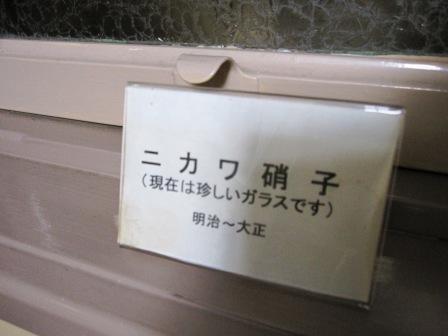 ニカワ硝子
(現在は珍しいガラスです)
明治～大正